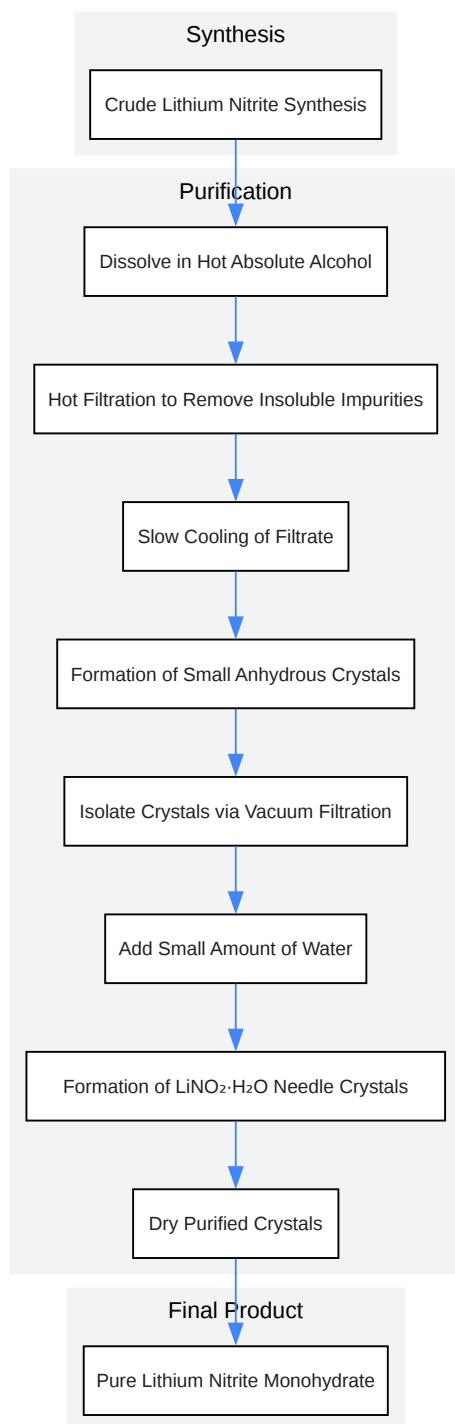 Synthesis
Crude Lithium Nitrite Synthesis
Purification
Dissolve in Hot Absolute Alcohol
Hot Filtration to Remove Insoluble Impurities
Slow Cooling of Filtrate
Formation of Small Anhydrous Crystals
Isolate Crystals via Vacuum Filtration
Add Small Amount of Water
Formation of LiNO₂·H₂O Needle Crystals
Dry Purified Crystals
Final Product
Pure Lithium Nitrite Monohydrate